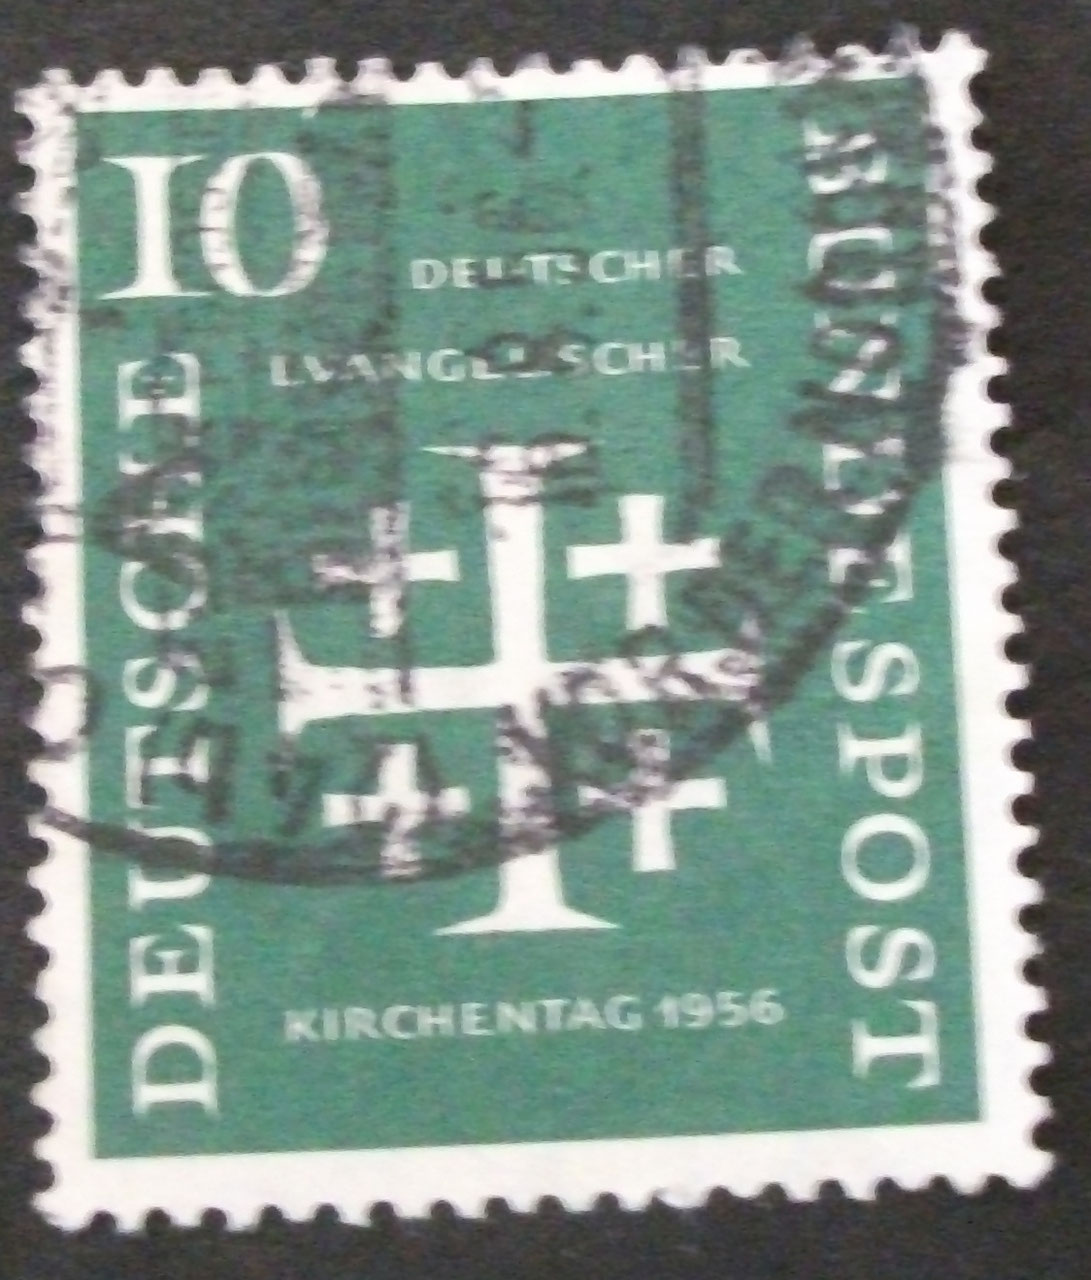 10
DEUTSCHER
EVANGELISCHER
KIRCHENTAG 1956
DEUTSCHE
BUNDESPOST